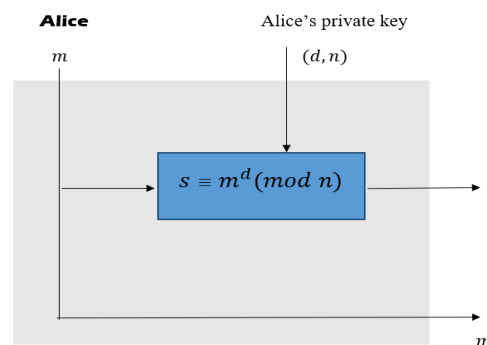 Alice
Alice's private key
m
(d, n)
s ≡ m^d (mod n)
m